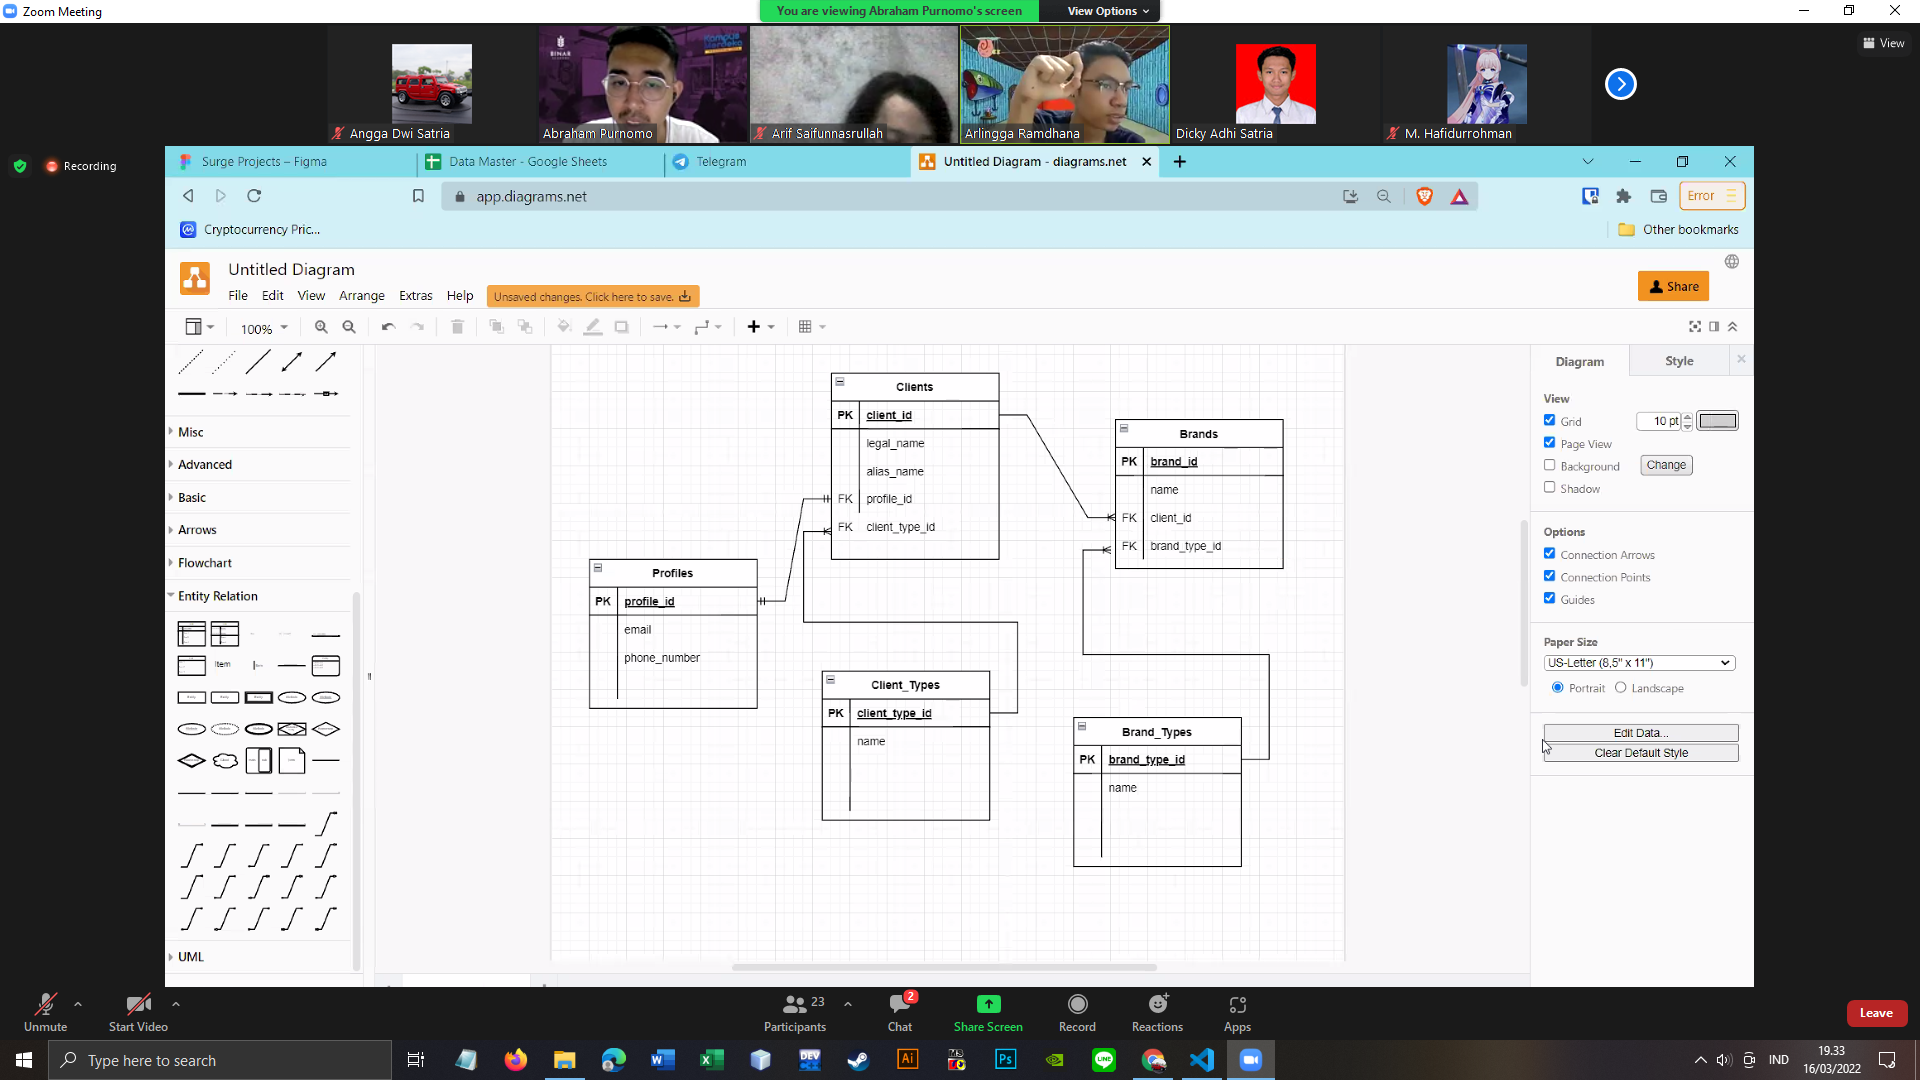 Zoom Meeting
You are viewing Abraham Purnomo's screen
View Options
View
Angga Dwi Satria
BINAR
Kampus
Merdeka
Abraham Purnomo
Arif Saifunnasrullah
Arlingga Ramdhana
Dicky Adhi Satria
M. Hafidurrohman
Recording
Surge Projects – Figma
Data Master - Google Sheets
Telegram
Untitled Diagram - diagrams.net
app.diagrams.net
Error
Cryptocurrency Pric...
Other bookmarks
Untitled Diagram
File Edit View Arrange Extras Help
Unsaved changes. Click here to save.
Share
100%
Misc
Advanced
Basic
Arrows
Flowchart
Entity Relation
Item
UML
Clients
PK client_id
legal_name
alias_name
FK profile_id
FK client_type_id
Brands
PK brand_id
name
FK client_id
FK brand_type_id
Profiles
PK profile_id
email
phone_number
Client_Types
PK client_type_id
name
Brand_Types
PK brand_type_id
name
Diagram
Style
View
Grid
10 pt
Page View
Background
Change
Shadow
Options
Connection Arrows
Connection Points
Guides
Paper Size
US-Letter (8,5" x 11")
Portrait
Landscape
Edit Data...
Clear Default Style
Unmute
Start Video
23
Participants
2
Chat
Share Screen
Record
Reactions
Apps
Leave
Type here to search
DEV
Ai
Ps
LINE
IND
19.33
16/03/2022